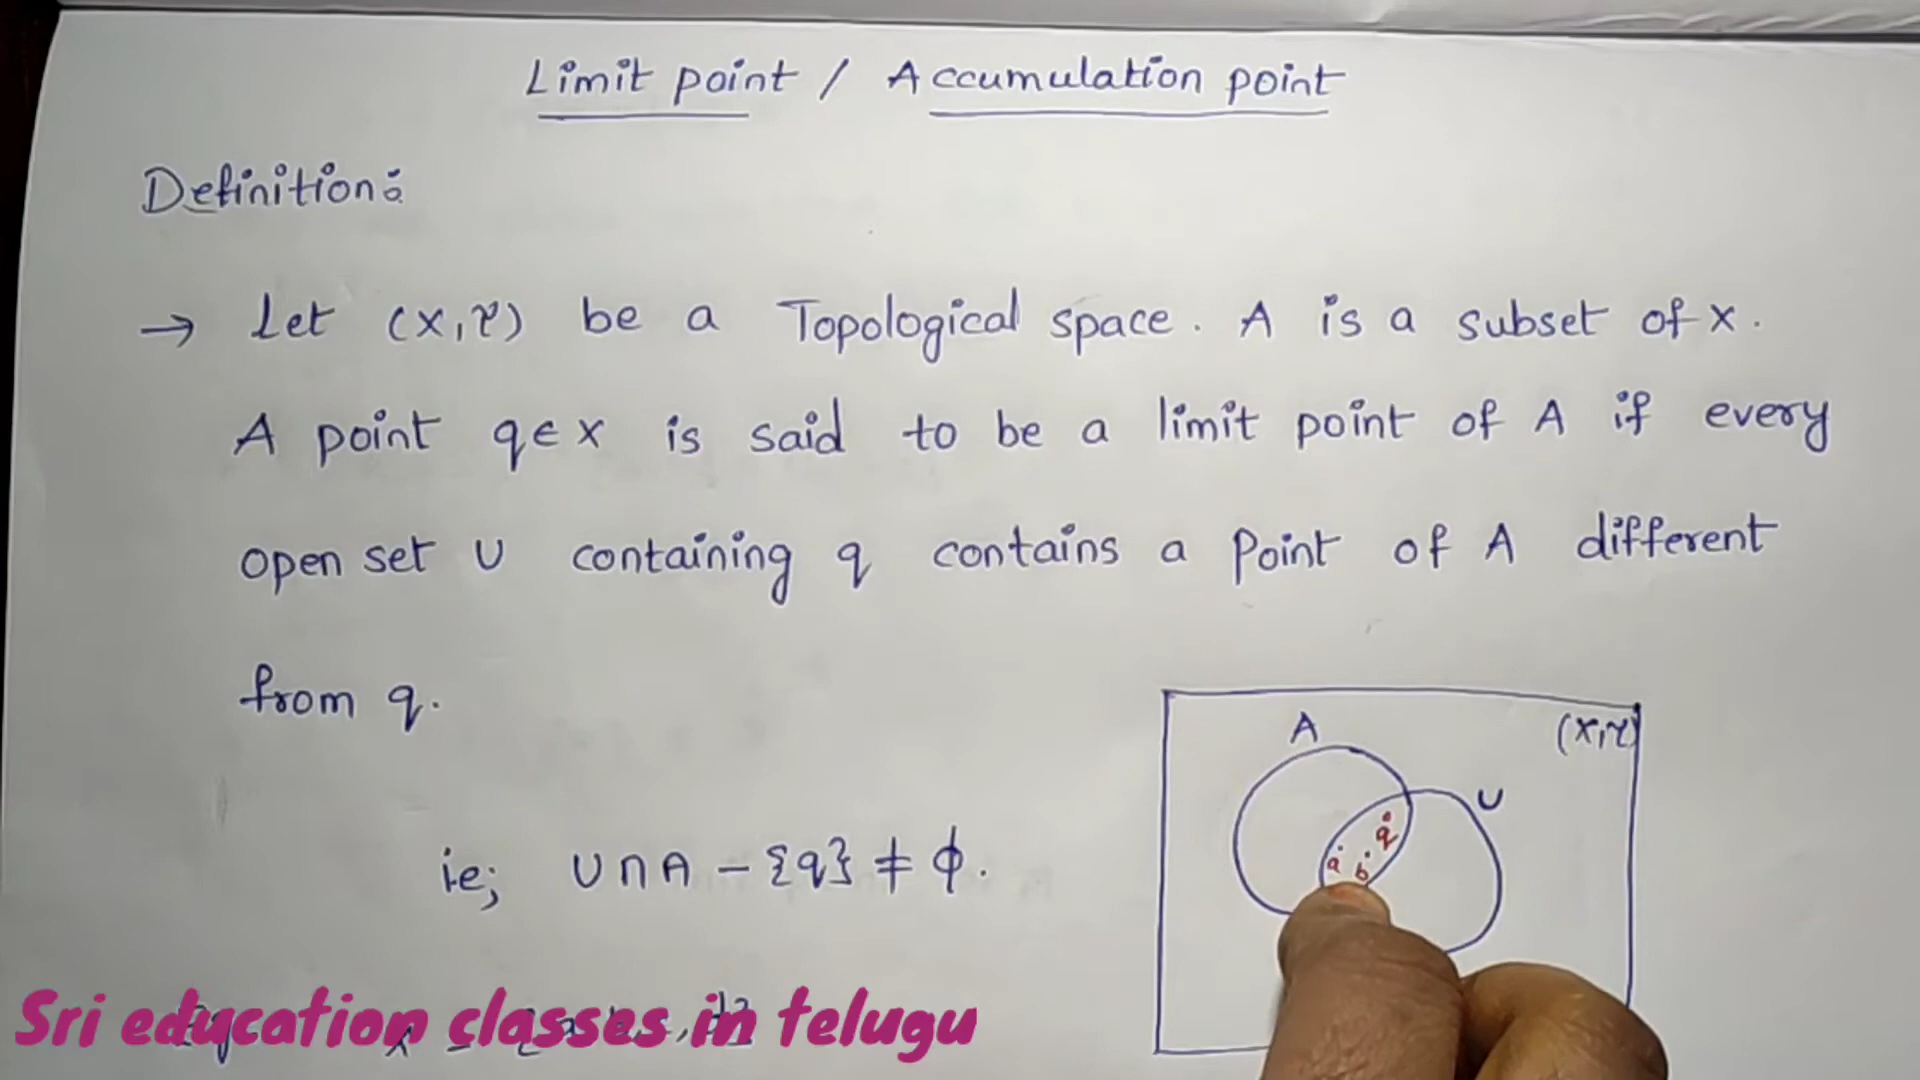 Limit point / Accumulation point
Definition:
→ Let (X,τ) be a Topological space. A is a subset of X.
A point q∈X is said to be a limit point of A if every
open set U containing q contains a point of A different
from q.
A
(X,τ)
U
q
a b
ie; U∩A – {q} ≠ ϕ.
Sri education classes in telugu